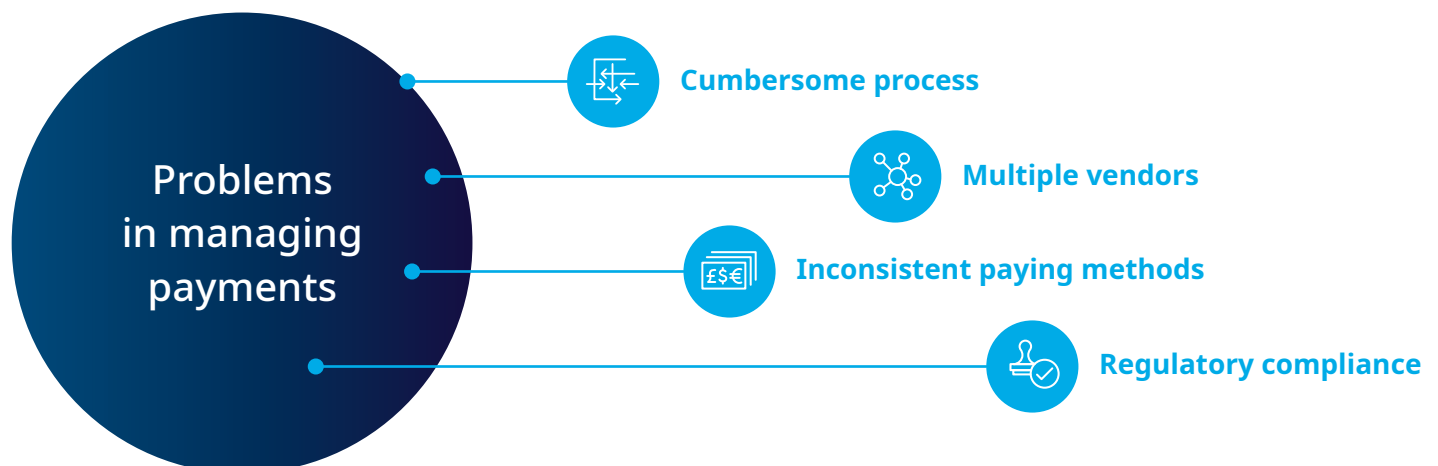 Problems
in managing
payments
Cumbersome process
Multiple vendors
£$€
Inconsistent paying methods
Regulatory compliance